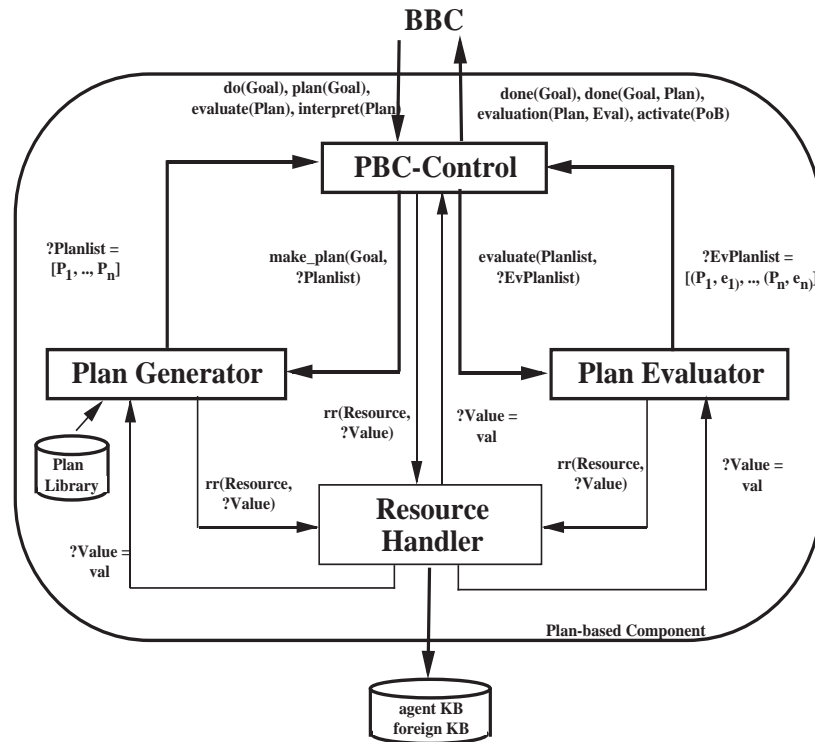 BBC
do(Goal), plan(Goal),
evaluate(Plan), interpret(Plan)
done(Goal), done(Goal, Plan),
evaluation(Plan, Eval), activate(PoB)
PBC-Control
?Planlist =
[P1, .., Pn]
make_plan(Goal,
?Planlist)
evaluate(Planlist,
?EvPlanlist)
?EvPlanlist =
[(P1, e1), .., (Pn, en)]
Plan Generator
Plan Evaluator
Plan
Library
rr(Resource,
?Value)
?Value =
val
rr(Resource,
?Value)
rr(Resource,
?Value)
?Value =
val
Resource
Handler
?Value =
val
Plan-based Component
agent KB
foreign KB